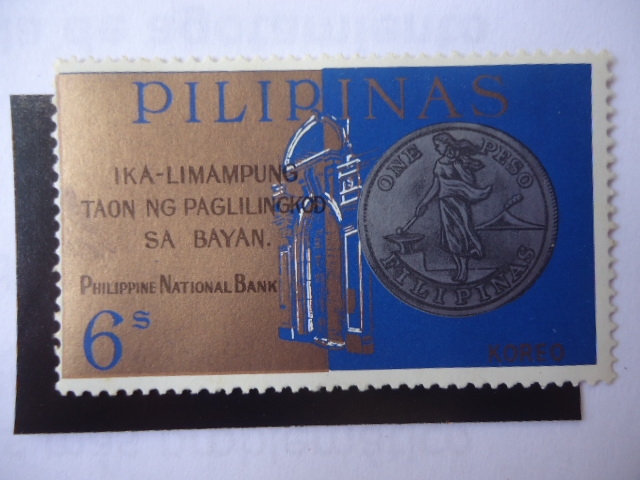 PILIPINAS
IKA-LIMAMPUNG
TAON NG PAGLILINGKOD
SA BAYAN.
PHILIPPINE NATIONAL BANK
6s
ONE PESO
FILIPINAS
KOREO